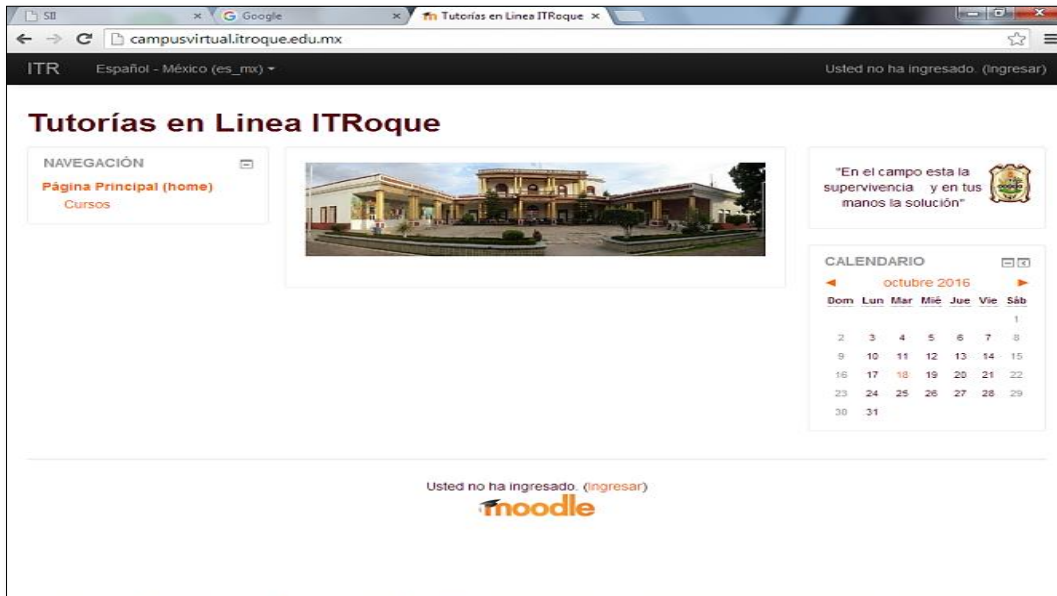 SII
Google
Tutorías en Linea ITRoque
campusvirtual.itroque.edu.mx
ITR Español - México (es_mx)
Usted no ha ingresado. (Ingresar)
Tutorías en Linea ITRoque
NAVEGACIÓN
Página Principal (home)
Cursos
"En el campo esta la
supervivencia y en tus
manos la solución"
CALENDARIO
octubre 2016
Dom Lun Mar Mié Jue Vie Sáb
1
2 3 4 5 6 7 8
9 10 11 12 13 14 15
16 17 18 19 20 21 22
23 24 25 26 27 28 29
30 31
Usted no ha ingresado. (Ingresar)
moodle